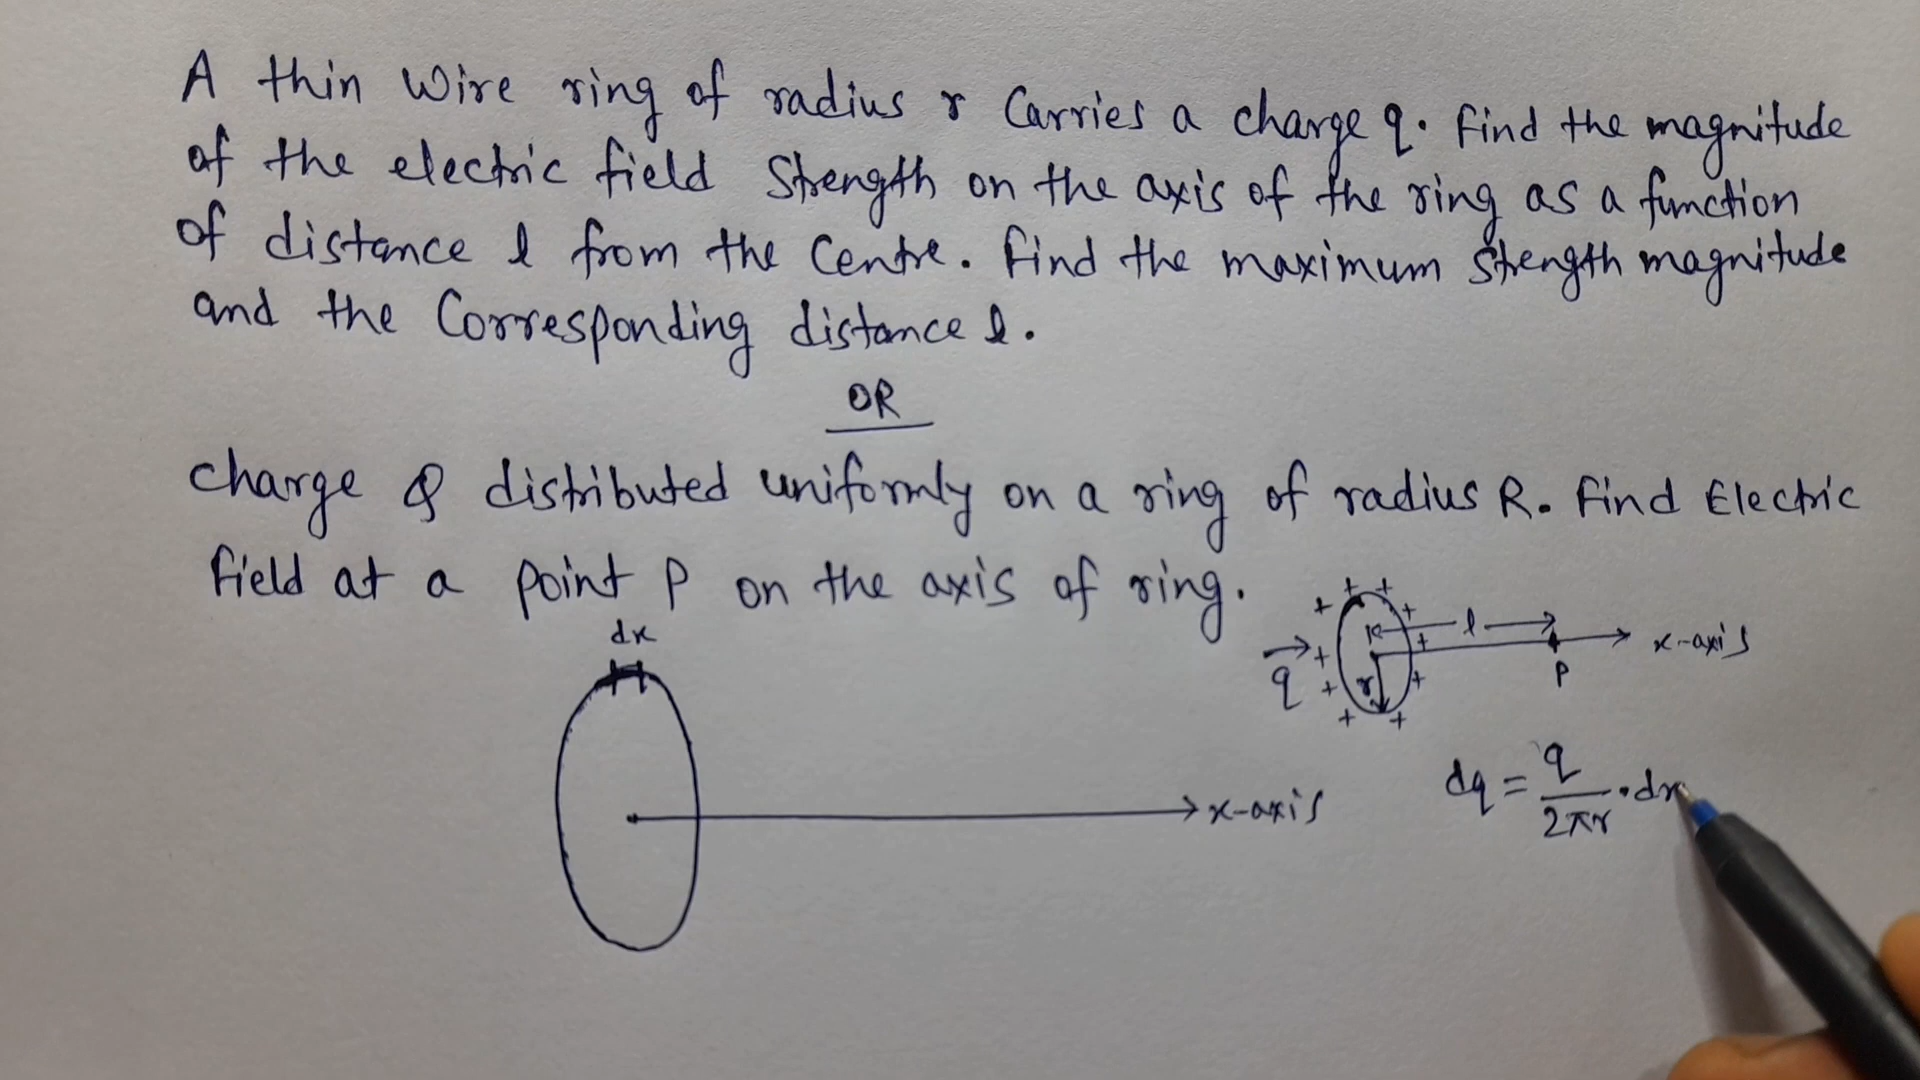 A thin wire ring of radius r Carries a charge q. Find the magnitude
of the electric field Strength on the axis of the ring as a function
of distance l from the Centre. Find the maximum Strength magnitude
and the Corresponding distance l.
OR
Charge Q distributed uniformly on a ring of radius R. Find Electric
Field at a point P on the axis of ring.
dx
+ + + + + + + + + + +
l
x-axis
q
r
P
dq = q/2πr · dx
x-axis